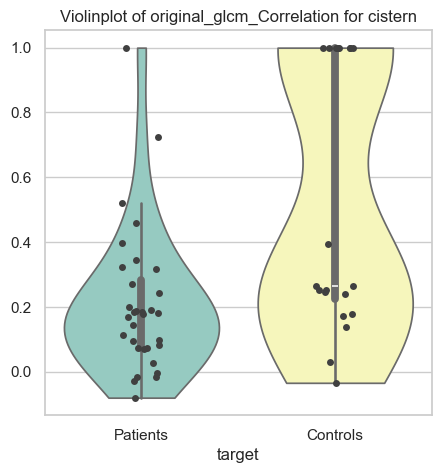 Violinplot of original_glcm_Correlation for cistern
1.0
0.8
0.6
0.4
0.2
0.0
Patients
Controls
target